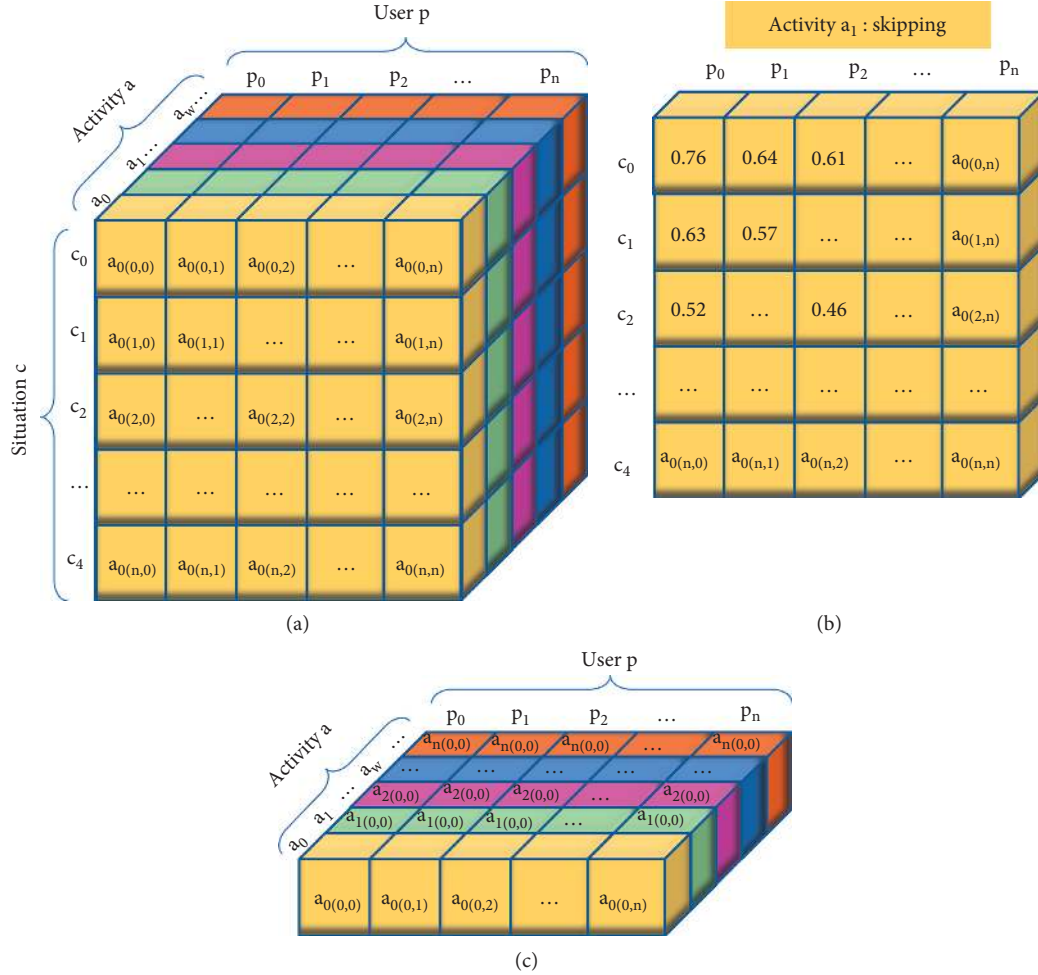 User p
p0 p1 p2 … pn
Activity a
a0 a1 … aw …
Situation c
c0 a0(0,0) a0(0,1) a0(0,2) … a0(0,n)
c1 a0(1,0) a0(1,1) … … a0(1,n)
c2 a0(2,0) … a0(2,2) … a0(2,n)
… … … … … …
c4 a0(n,0) a0(n,1) a0(n,2) … a0(n,n)
(a)
Activity a1 : skipping
p0 p1 p2 … pn
c0 0.76 0.64 0.61 … a0(0,n)
c1 0.63 0.57 … … a0(1,n)
c2 0.52 … 0.46 … a0(2,n)
… … … … … …
c4 a0(n,0) a0(n,1) a0(n,2) … a0(n,n)
(b)
User p
p0 p1 p2 … pn
Activity a
a0 a1 … aw …
an(0,0) an(0,0) an(0,0) … an(0,0)
… … … … …
a2(0,0) a2(0,0) a2(0,0) … a2(0,0)
a1(0,0) a1(0,0) a1(0,0) … a1(0,0)
a0(0,0) a0(0,1) a0(0,2) … a0(0,n)
(c)